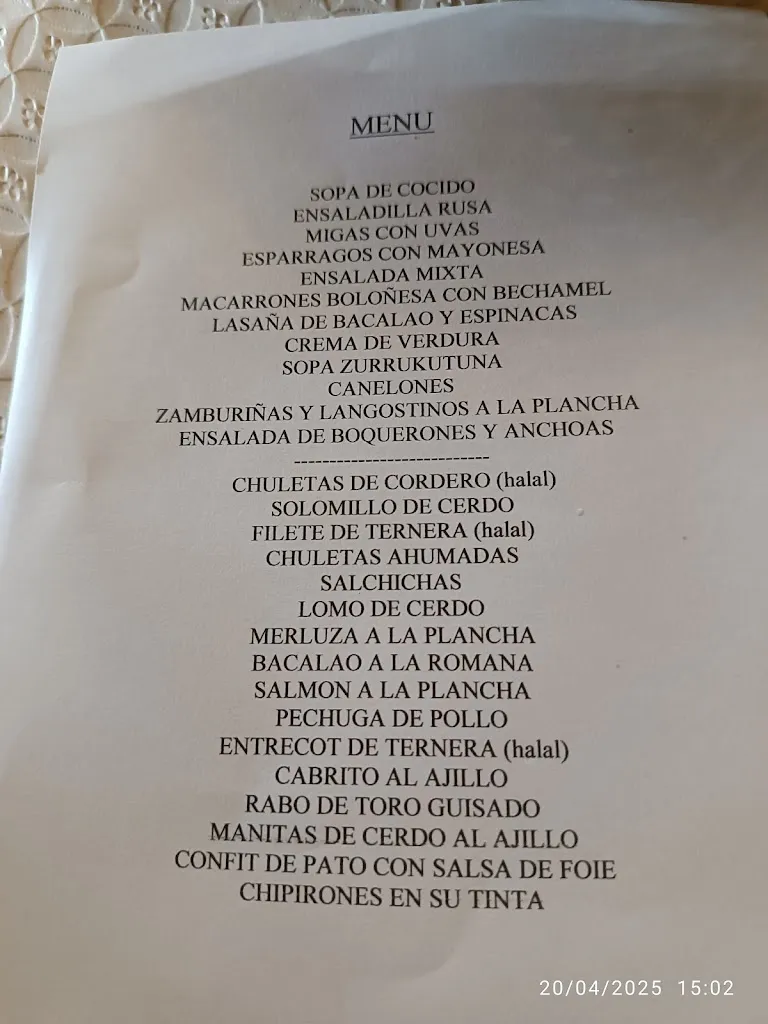 MENU
SOPA DE COCIDO
ENSALADILLA RUSA
MIGAS CON UVAS
ESPARRAGOS CON MAYONESA
ENSALADA MIXTA
MACARRONES BOLOÑESA CON BECHAMEL
LASAÑA DE BACALAO Y ESPINACAS
CREMA DE VERDURA
SOPA ZURRUKUTUNA
CANELONES
ZAMBURIÑAS Y LANGOSTINOS A LA PLANCHA
ENSALADA DE BOQUERONES Y ANCHOAS
----------------------------
CHULETAS DE CORDERO (halal)
SOLOMILLO DE CERDO
FILETE DE TERNERA (halal)
CHULETAS AHUMADAS
SALCHICHAS
LOMO DE CERDO
MERLUZA A LA PLANCHA
BACALAO A LA ROMANA
SALMON A LA PLANCHA
PECHUGA DE POLLO
ENTRECOT DE TERNERA (halal)
CABRITO AL AJILLO
RABO DE TORO GUISADO
MANITAS DE CERDO AL AJILLO
CONFIT DE PATO CON SALSA DE FOIE
CHIPIRONES EN SU TINTA
20/04/2025 15:02